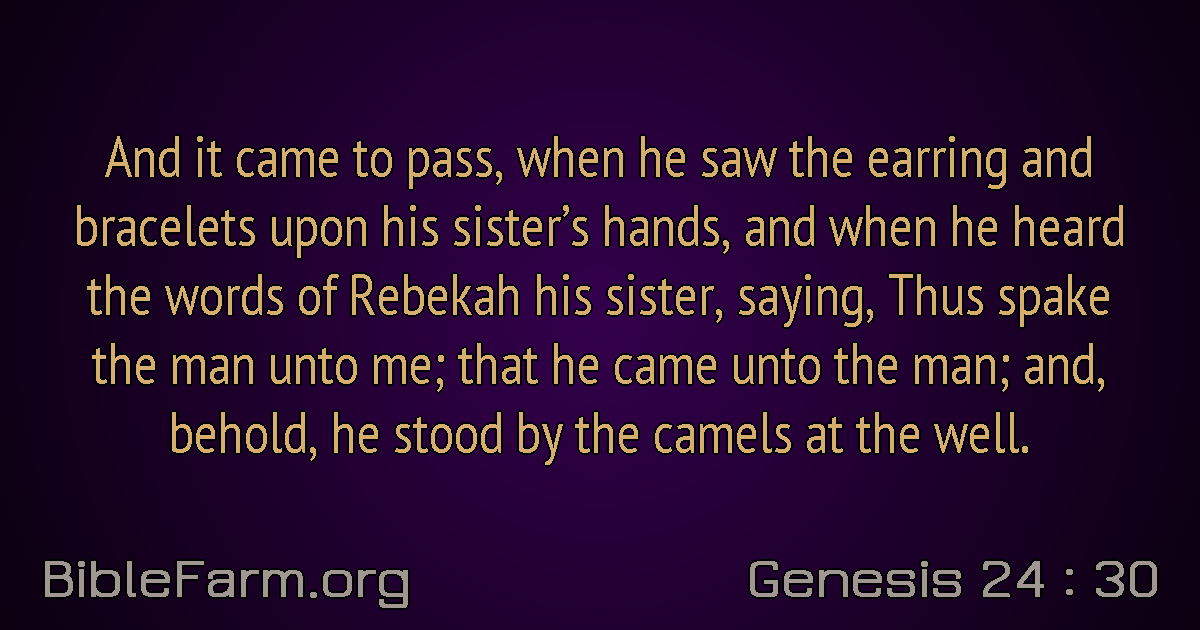 And it came to pass, when he saw the earring and
bracelets upon his sister’s hands, and when he heard
the words of Rebekah his sister, saying, Thus spake
the man unto me; that he came unto the man; and,
behold, he stood by the camels at the well.
BibleFarm.org
Genesis 24 : 30